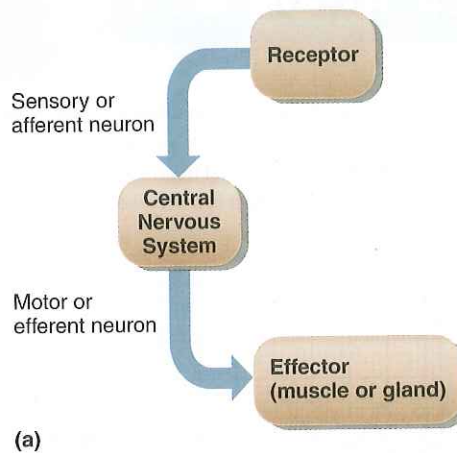 Receptor
Sensory or
afferent neuron
Central
Nervous
System
Motor or
efferent neuron
Effector
(muscle or gland)
(a)